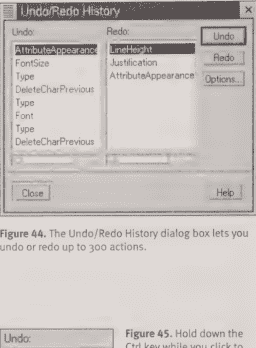 Undo/Redo History
Undo:
Redo:
AttributeAppearance
FontSize
Type
DeleteCharPrevious
Type
Font
Type
DeleteCharPrevious
LineHeight
Justification
AttributeAppearance
Undo
Redo
Options...
Close
Help
Figure 44. The Undo/Redo History dialog box lets you
undo or redo up to 300 actions.
Undo:
Figure 45. Hold down the
Ctrl key while you click to